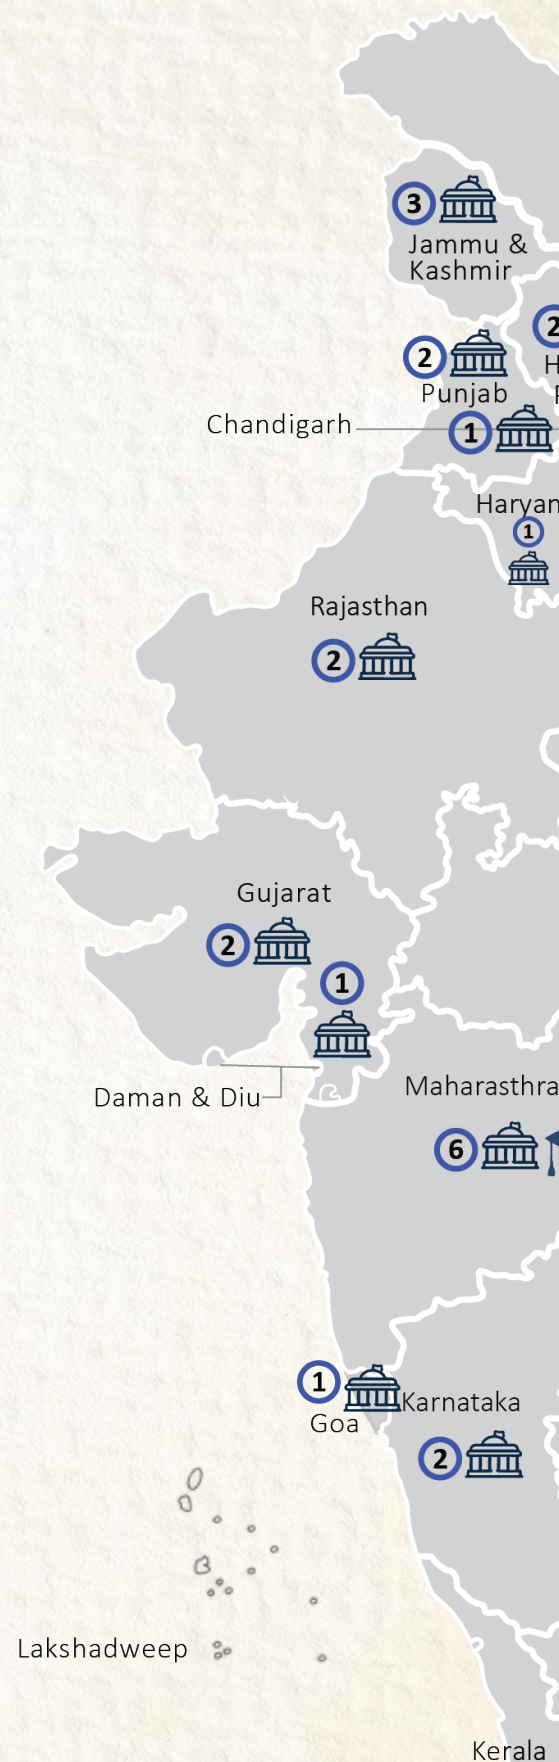 3
Jammu &
Kashmir
2
2
H
Punjab
Chandigarh
1
Haryan
1
Rajasthan
2
Gujarat
2
1
Daman & Diu
Maharasthra
6
1
Goa
Karnataka
2
Lakshadweep
Kerala